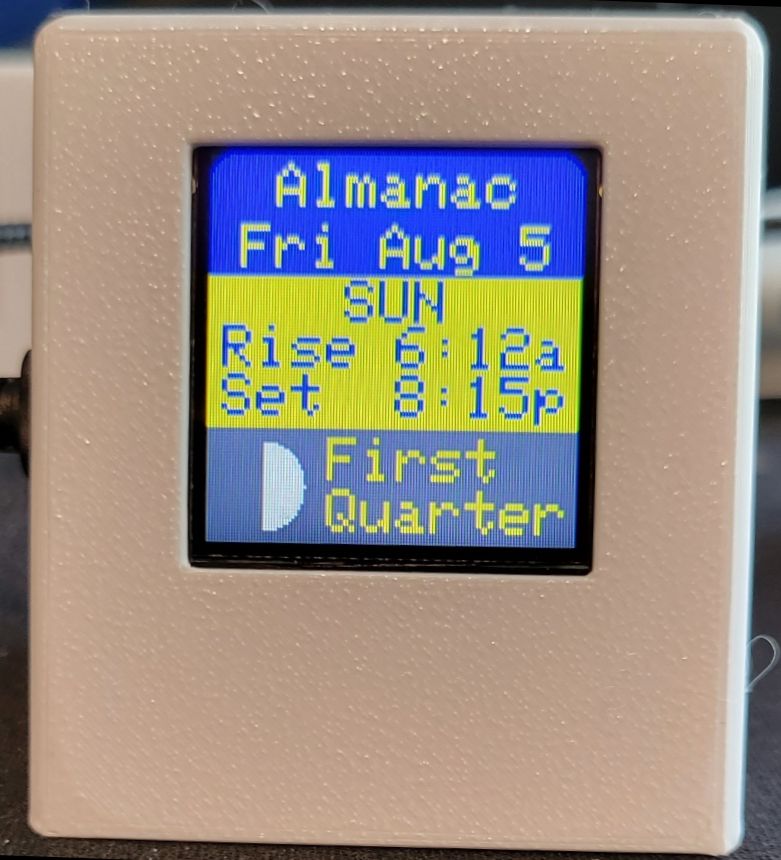 Almanac
Fri Aug 5
SUN
Rise 6:12a
Set 8:15p
First
Quarter